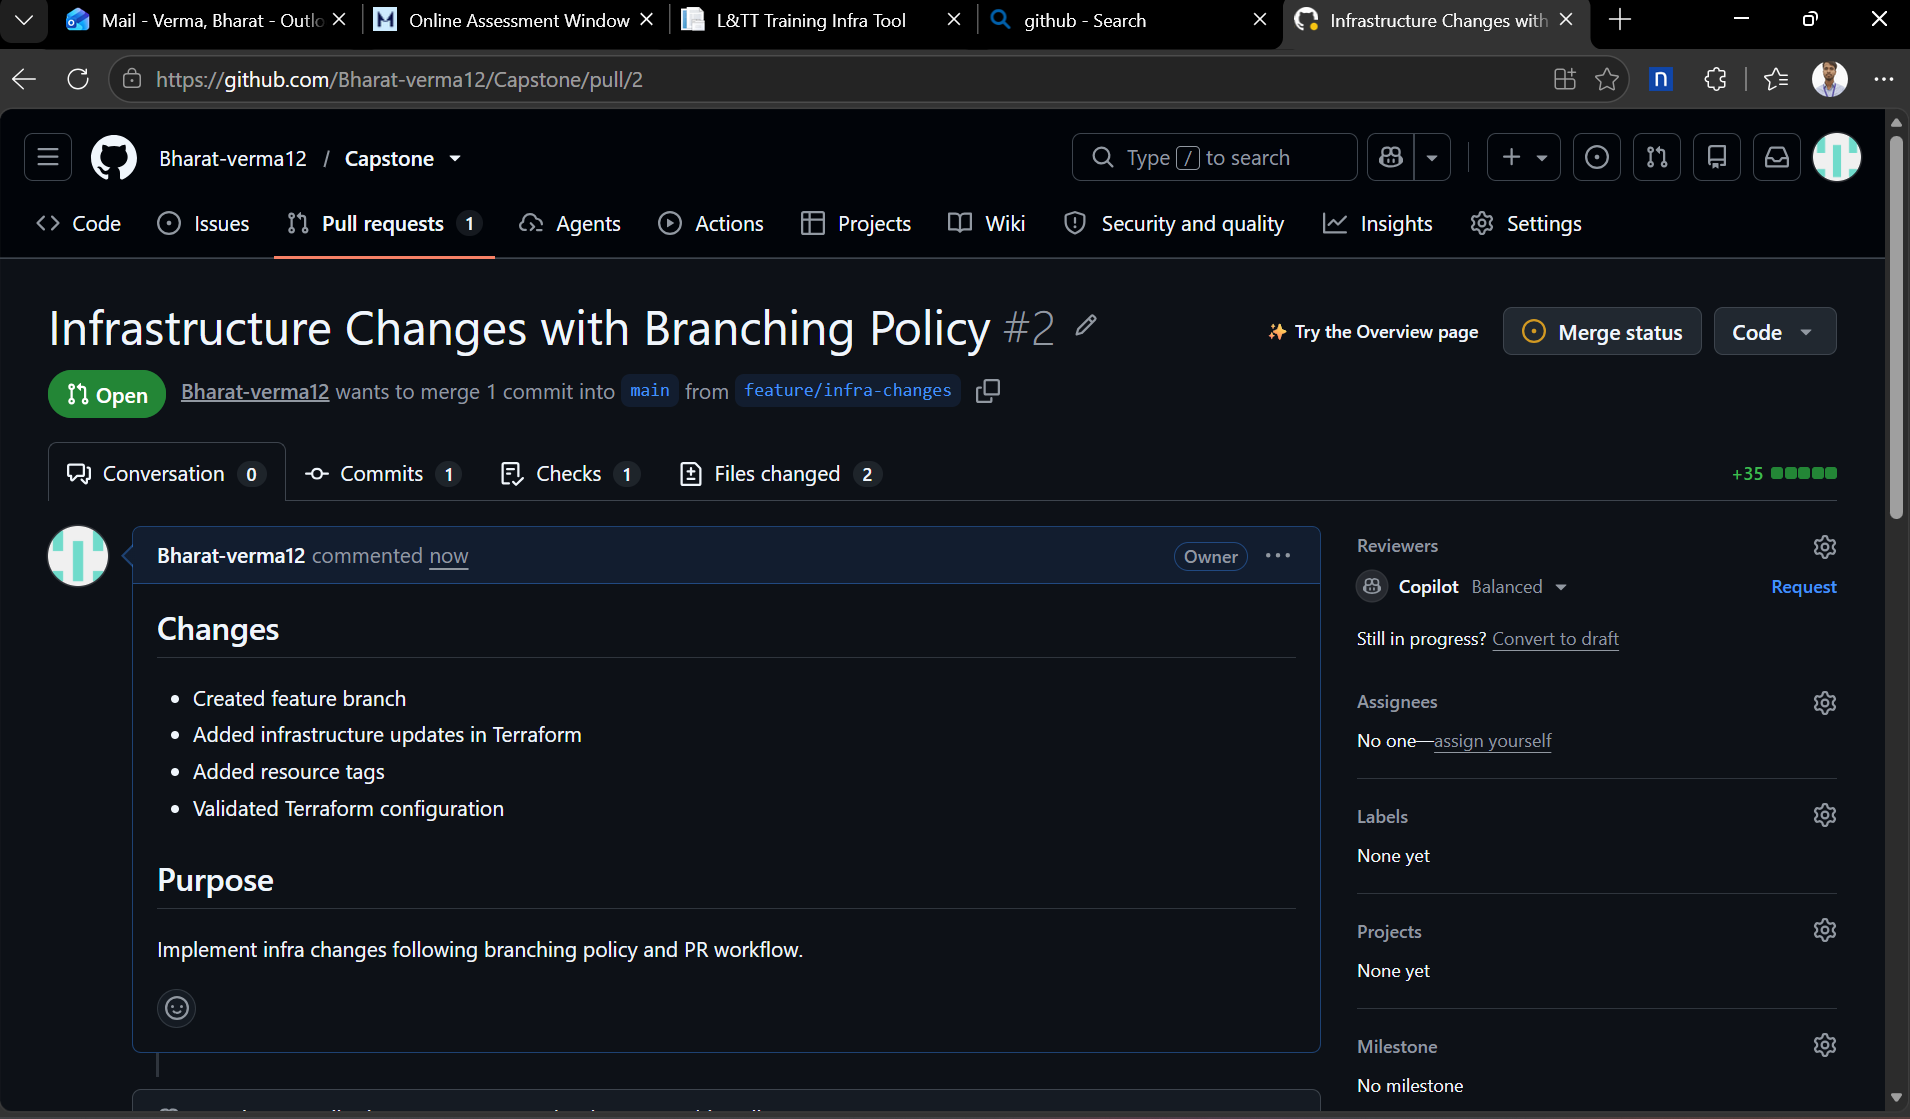 Mail - Verma, Bharat - Outlo
Online Assessment Window
L&TT Training Infra Tool
github - Search
Infrastructure Changes with
https://github.com/Bharat-verma12/Capstone/pull/2
Bharat-verma12 / Capstone
Type / to search
Code
Issues
Pull requests 1
Agents
Actions
Projects
Wiki
Security and quality
Insights
Settings
Infrastructure Changes with Branching Policy #2
Try the Overview page
Merge status
Code
Open
Bharat-verma12 wants to merge 1 commit into main from feature/infra-changes
Conversation 0
Commits 1
Checks 1
Files changed 2
+35
Bharat-verma12 commented now
Owner
Changes
Created feature branch
Added infrastructure updates in Terraform
Added resource tags
Validated Terraform configuration
Purpose
Implement infra changes following branching policy and PR workflow.
Reviewers
Copilot Balanced
Request
Still in progress? Convert to draft
Assignees
No one—assign yourself
Labels
None yet
Projects
None yet
Milestone
No milestone